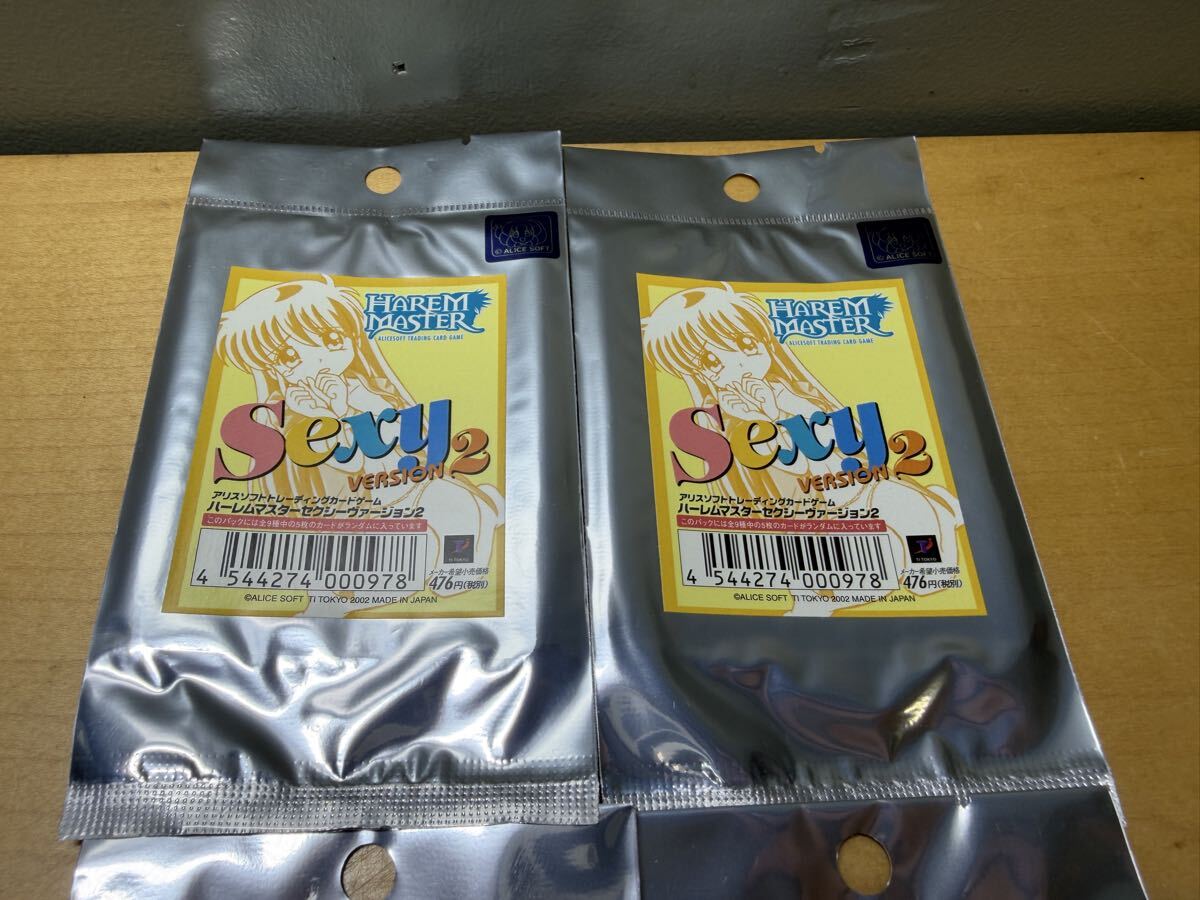 © ALICE SOFT
HAREM
MASTER
ALICESOFT TRADING CARD GAME
Sexy
VERSION 2
アリスソフトトレーディングカードゲーム
ハーレムマスターセクシーヴァージョン2
このパックには全9種中の5枚のカードがランダムに入っています
4 544274 000978
TI TOKYO
メーカー希望小売価格
476円(税別)
©ALICE SOFT TI TOKYO 2002 MADE IN JAPAN
© ALICE SOFT
HAREM
MASTER
ALICESOFT TRADING CARD GAME
Sexy
VERSION 2
アリスソフトトレーディングカードゲーム
ハーレムマスターセクシーヴァージョン2
このパックには全9種中の5枚のカードがランダムに入っています
4 544274 000978
TI TOKYO
メーカー希望小売価格
476円(税別)
©ALICE SOFT TI TOKYO 2002 MADE IN JAPAN